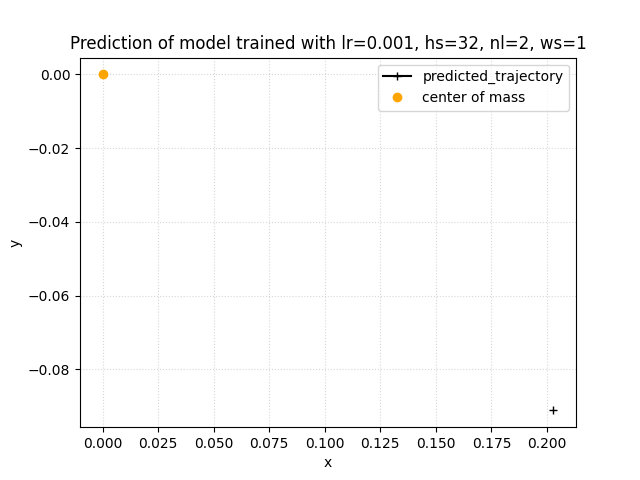 Prediction of model trained with lr=0.001, hs=32, nl=2, ws=1
predicted_trajectory
center of mass
y
0.00
−0.02
−0.04
−0.06
−0.08
0.000 0.025 0.050 0.075 0.100 0.125 0.150 0.175 0.200
x